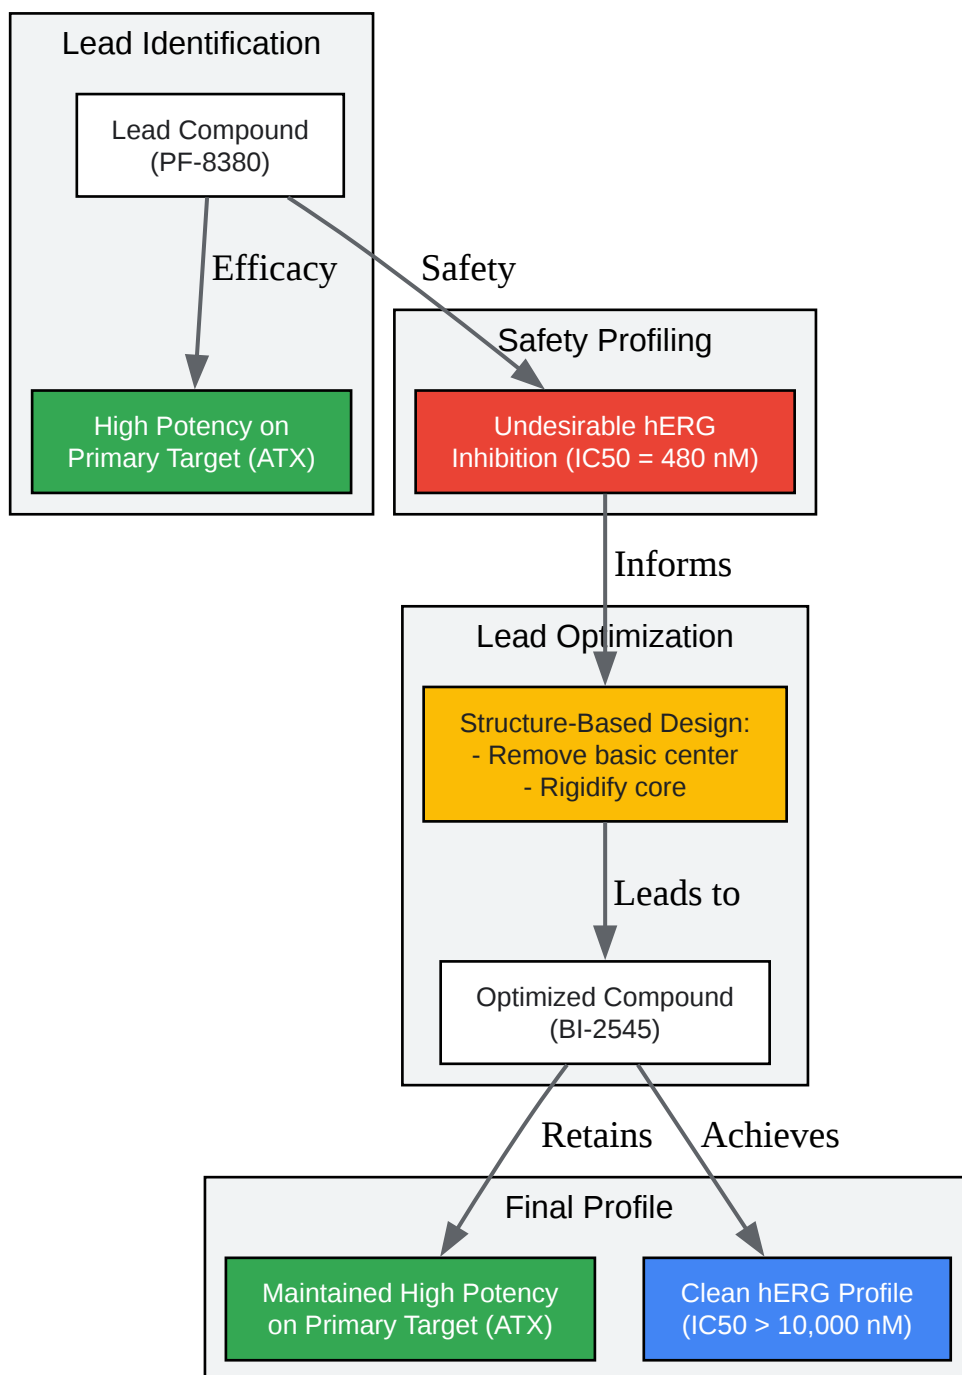 Lead Identification
Lead Compound
(PF-8380)
Efficacy
Safety
Safety Profiling
High Potency on
Primary Target (ATX)
Undesirable hERG
Inhibition (IC50 = 480 nM)
Informs
Lead Optimization
Structure-Based Design:
- Remove basic center
- Rigidify core
Leads to
Optimized Compound
(BI-2545)
Retains
Achieves
Final Profile
Maintained High Potency
on Primary Target (ATX)
Clean hERG Profile
(IC50 > 10,000 nM)